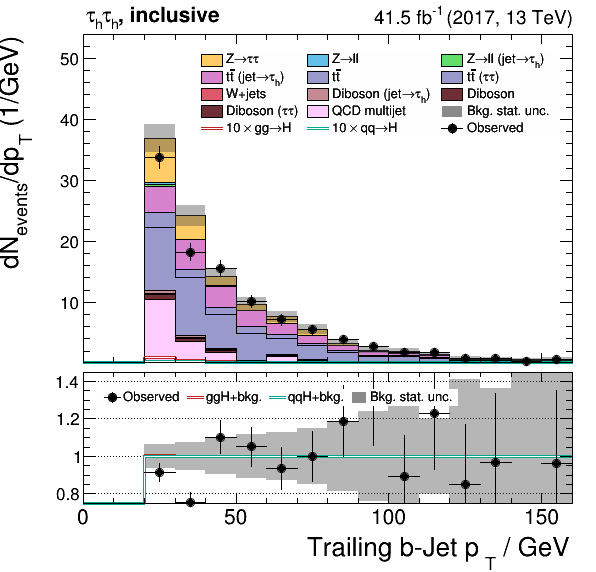 τhτh, inclusive 41.5 fb-1 (2017, 13 TeV)
dNevents/dpT (1/GeV)
50
40
30
20
10
Z→ττ Z→ll Z→ll (jet→τh)
tt̄ (jet→τh) tt̄ tt̄ (ττ)
W+jets Diboson (jet→τh) Diboson
Diboson (ττ) QCD multijet Bkg. stat. unc.
10 × gg→H 10 × qq→H Observed
1.4
1.2
1.0
0.8
Observed ggH+bkg. qqH+bkg. Bkg. stat. unc.
0 50 100 150
Trailing b-Jet pT / GeV